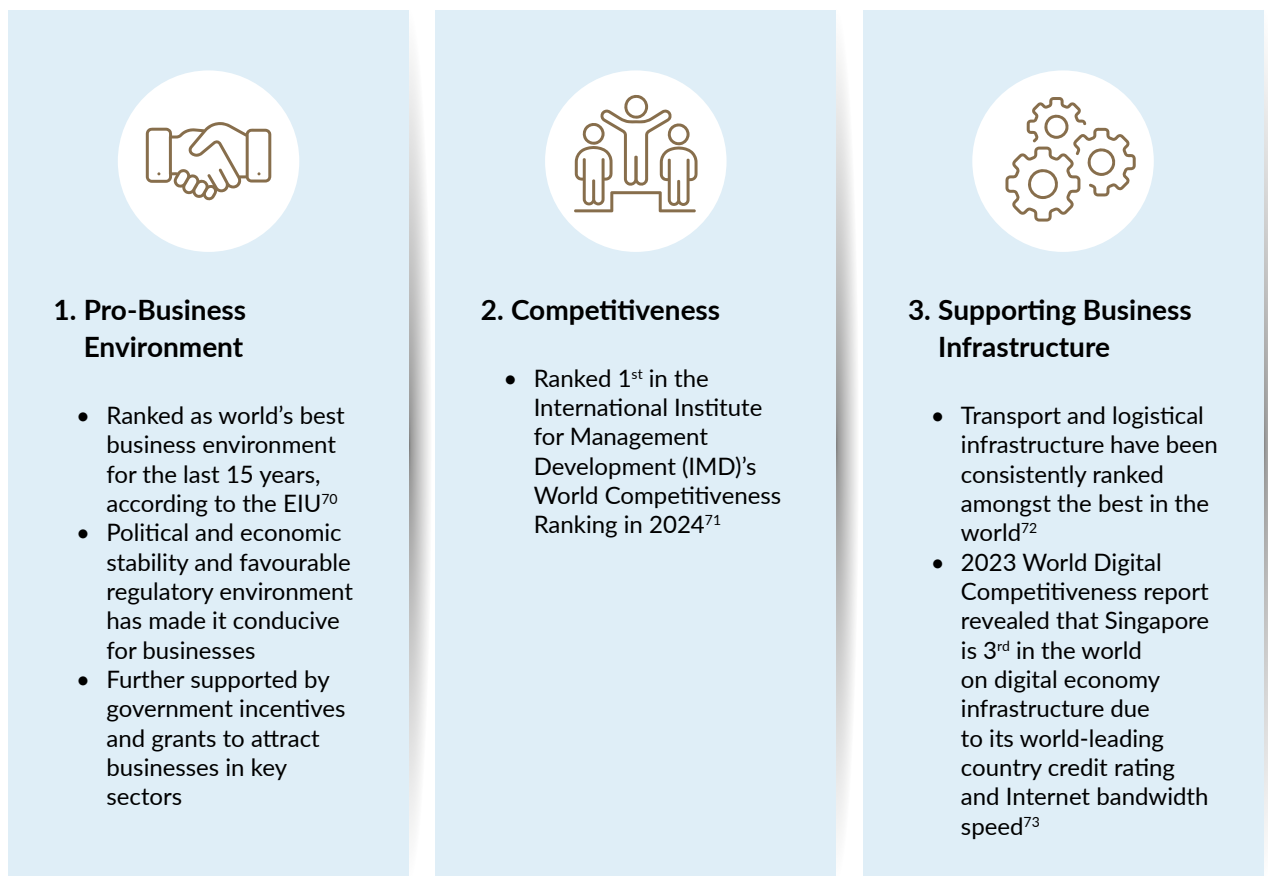 1. Pro-Business
Environment
• Ranked as world's best
business environment
for the last 15 years,
according to the EIU70
• Political and economic
stability and favourable
regulatory environment
has made it conducive
for businesses
• Further supported by
government incentives
and grants to attract
businesses in key
sectors
2. Competitiveness
• Ranked 1st in the
International Institute
for Management
Development (IMD)'s
World Competitiveness
Ranking in 202471
3. Supporting Business
Infrastructure
• Transport and logistical
infrastructure have been
consistently ranked
amongst the best in the
world72
• 2023 World Digital
Competitiveness report
revealed that Singapore
is 3rd in the world
on digital economy
infrastructure due
to its world-leading
country credit rating
and Internet bandwidth
speed73